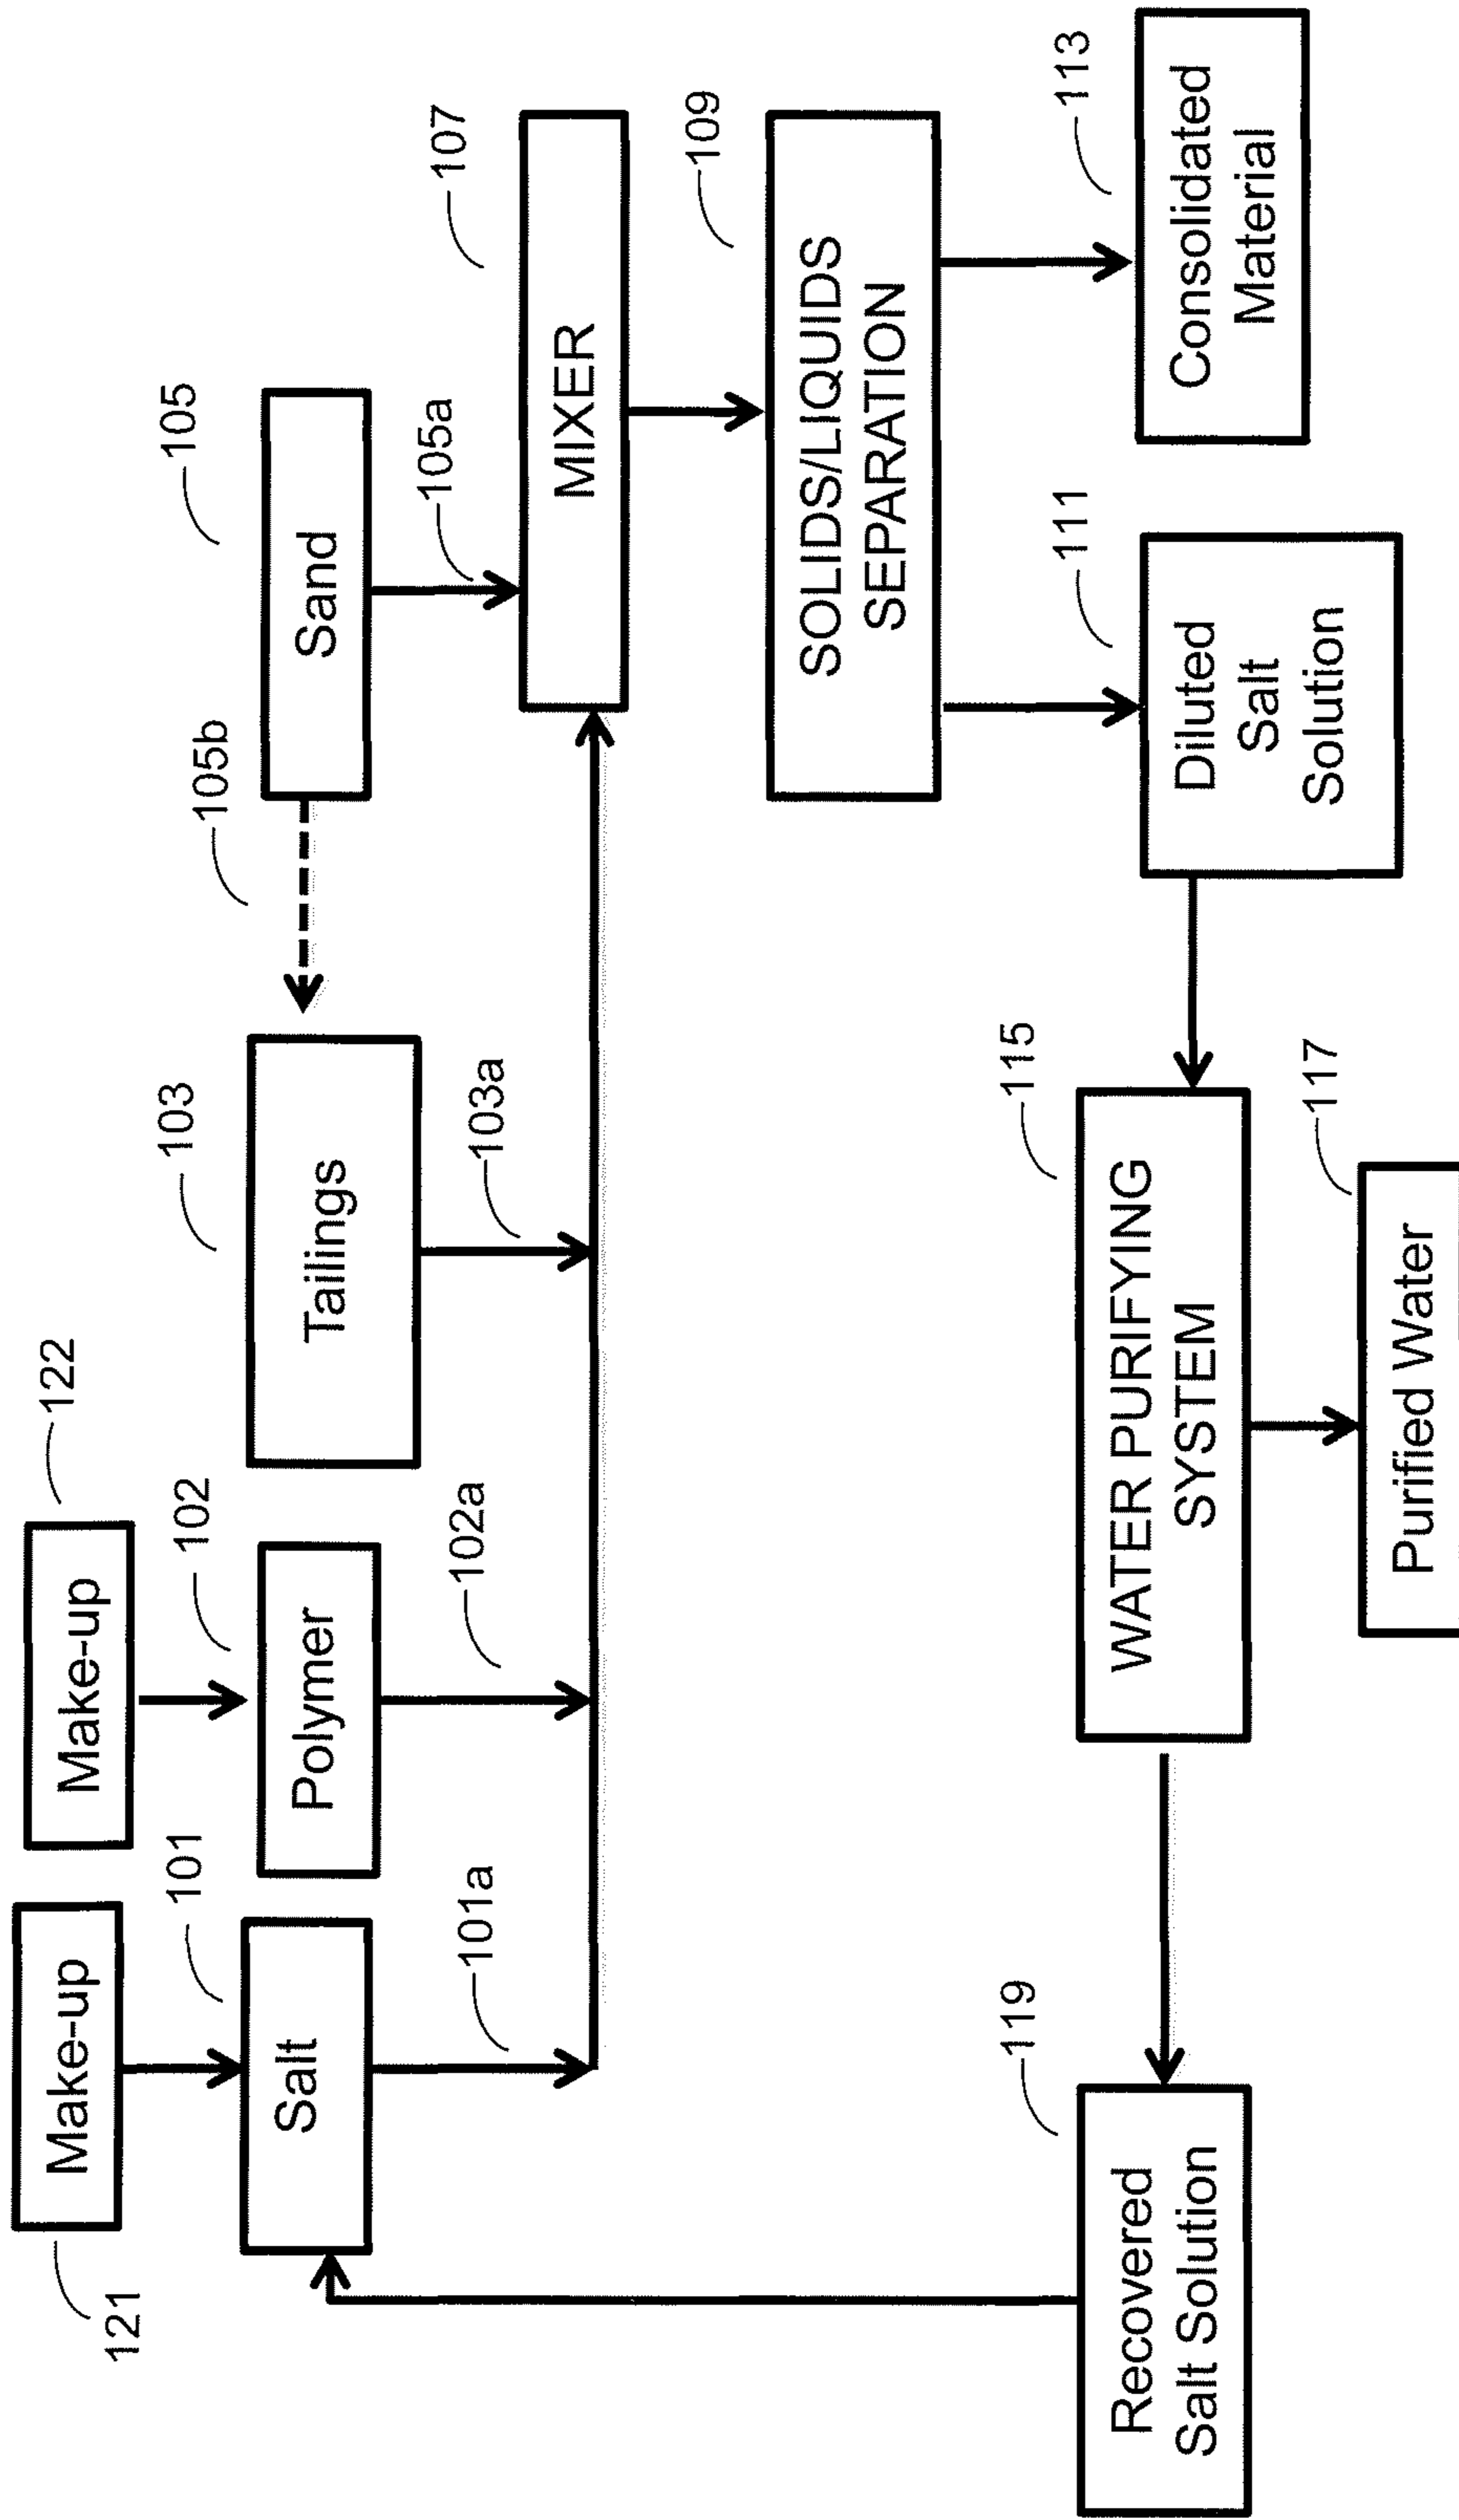 121
Make-up
Make-up
122
101
Salt
101a
102
Polymer
102a
103
Tailings
103a
105b
105
Sand
105a
107
MIXER
109
SOLIDS/LIQUIDS
SEPARATION
119
Recovered
Salt Solution
115
WATER PURIFYING
SYSTEM
117
Purified Water
111
Diluted
Salt
Solution
113
Consolidated
Material